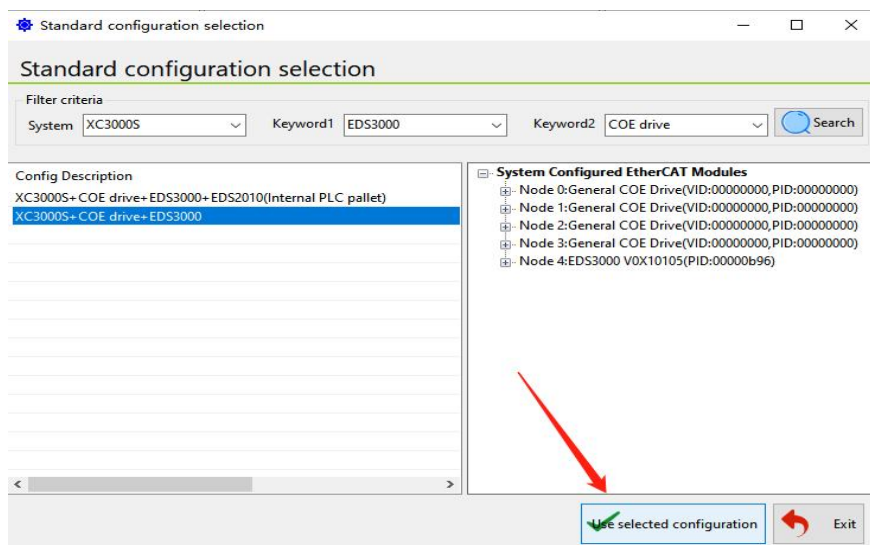 Standard configuration selection
Standard configuration selection
Filter criteria
System XC3000S Keyword1 EDS3000 Keyword2 COE drive Search
Config Description
XC3000S+COE drive+EDS3000+EDS2010(Internal PLC pallet)
XC3000S+COE drive+EDS3000
System Configured EtherCAT Modules
Node 0:General COE Drive(VID:00000000,PID:00000000)
Node 1:General COE Drive(VID:00000000,PID:00000000)
Node 2:General COE Drive(VID:00000000,PID:00000000)
Node 3:General COE Drive(VID:00000000,PID:00000000)
Node 4:EDS3000 V0X10105(PID:00000b96)
Use selected configuration Exit